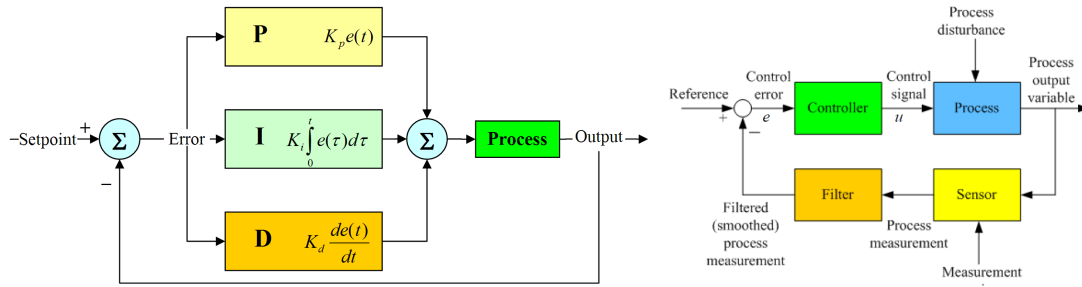 P K_p e(t)
−Setpoint + Σ Error I K_i ∫_0^t e(τ)dτ Σ Process Output
−
D K_d de(t)/dt
Process
disturbance
Reference
+
−
Control
error
e
Controller
Control
signal
u
Process
Process
output
variable
Filter
Sensor
Filtered
(smoothed)
process
measurement
Process
measurement
Measurement